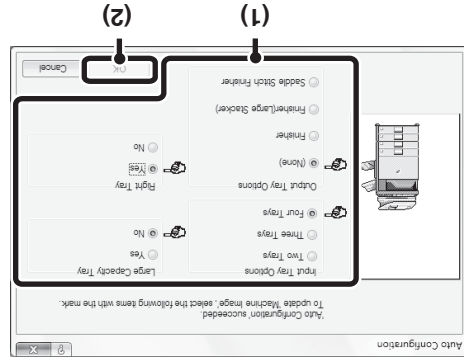 Auto Configuration
'Auto Configuration' succeeded.
To update 'Machine Image', select the following items with the mark.
Input Tray Options
Two Trays
Three Trays
Four Trays
Large Capacity Tray
Yes
No
Output Tray Options
(None)
Finisher
Finisher(Large Stacker)
Saddle Stitch Finisher
Right Tray
Yes
No
OK
Cancel
(1)
(2)